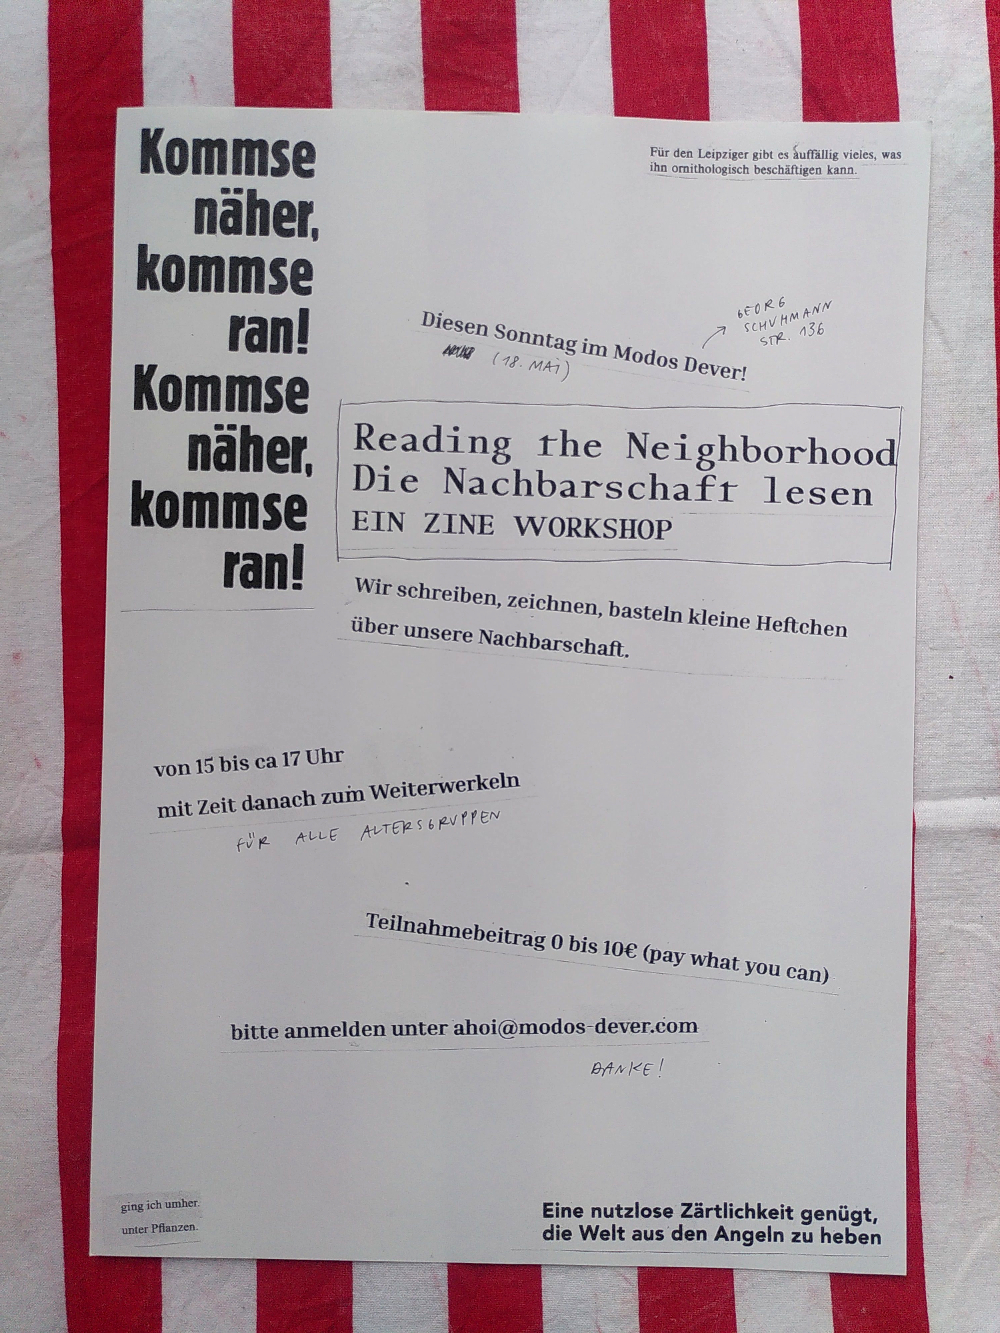 Kommse
näher,
kommse
ran!
Kommse
näher,
kommse
ran!
Für den Leipziger gibt es auffällig vieles, was
ihn ornithologisch beschäftigen kann.
Diesen Sonntag im Modos Dever!
(18. MAI)
GEORG
SCHUHMANN
STR. 136
Reading the Neighborhood
Die Nachbarschaft lesen
EIN ZINE WORKSHOP
Wir schreiben, zeichnen, basteln kleine Heftchen
über unsere Nachbarschaft.
von 15 bis ca 17 Uhr
mit Zeit danach zum Weiterwerkeln
FÜR ALLE ALTERSGRUPPEN
Teilnahmebeitrag 0 bis 10€ (pay what you can)
bitte anmelden unter ahoi@modos-dever.com
DANKE!
ging ich umher.
unter Pflanzen.
Eine nutzlose Zärtlichkeit genügt,
die Welt aus den Angeln zu heben